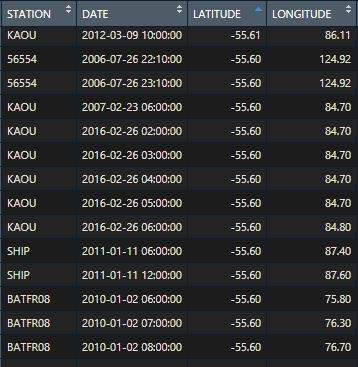 STATION DATE LATITUDE LONGITUDE
KAOU 2012-03-09 10:00:00 -55.61 86.11
56554 2006-07-26 22:10:00 -55.60 124.92
56554 2006-07-26 23:10:00 -55.60 124.92
KAOU 2007-02-23 06:00:00 -55.60 84.70
KAOU 2016-02-26 02:00:00 -55.60 84.70
KAOU 2016-02-26 03:00:00 -55.60 84.70
KAOU 2016-02-26 04:00:00 -55.60 84.70
KAOU 2016-02-26 05:00:00 -55.60 84.70
KAOU 2016-02-26 06:00:00 -55.60 84.80
SHIP 2011-01-11 06:00:00 -55.60 87.40
SHIP 2011-01-11 12:00:00 -55.60 87.60
BATFR08 2010-01-02 06:00:00 -55.60 75.80
BATFR08 2010-01-02 07:00:00 -55.60 76.30
BATFR08 2010-01-02 08:00:00 -55.60 76.70